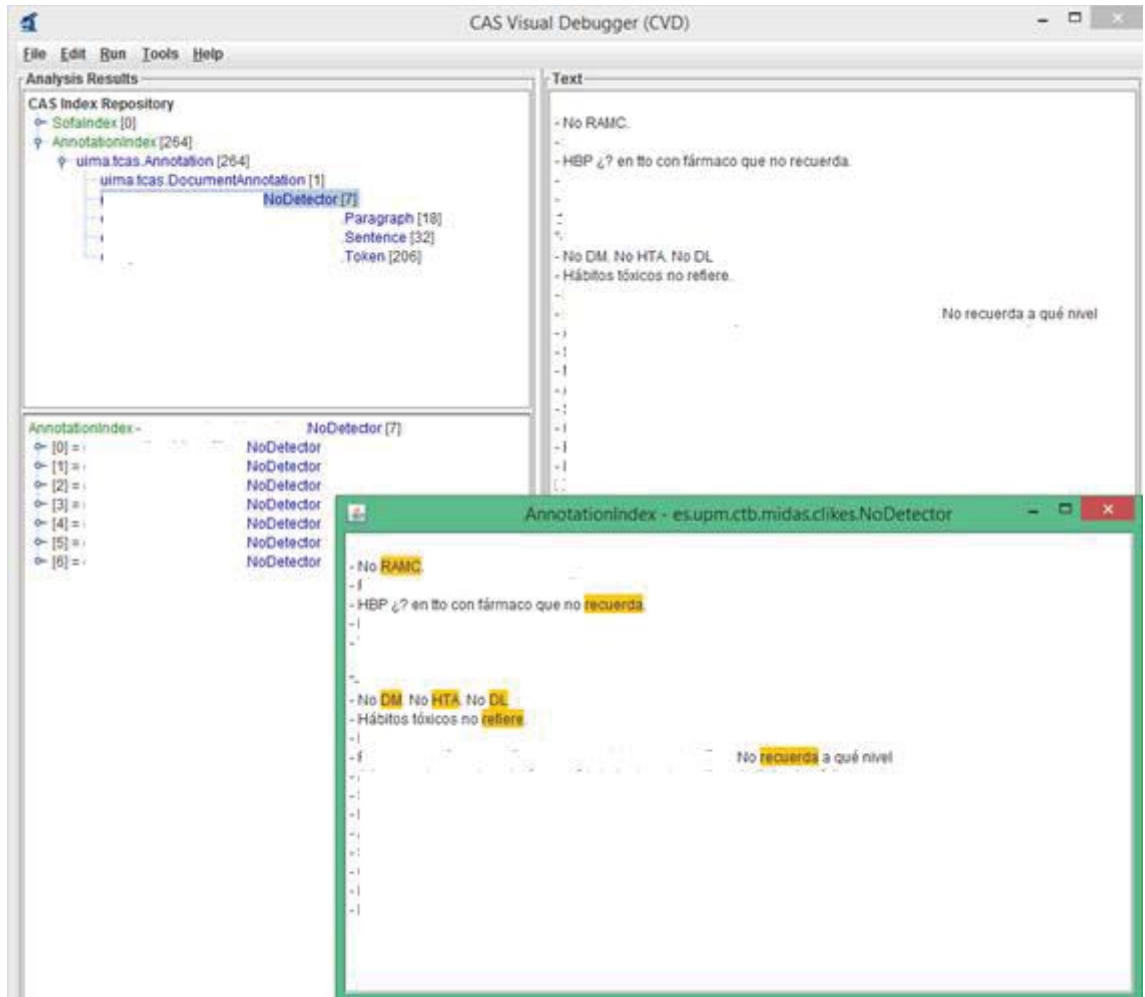 CAS Visual Debugger (CVD)
File Edit Run Tools Help
Analysis Results
CAS Index Repository
SofaIndex [0]
AnnotationIndex [264]
uima.tcas.Annotation [264]
uima.tcas.DocumentAnnotation [1]
NoDetector [7]
.Paragraph [18]
.Sentence [32]
.Token [206]
AnnotationIndex - NoDetector [7]
[0] = NoDetector
[1] = NoDetector
[2] = NoDetector
[3] = NoDetector
[4] = NoDetector
[5] = NoDetector
[6] = NoDetector
Text
- No RAMC.
- HBP ¿? en tto con fármaco que no recuerda.
- No DM. No HTA. No DL
- Hábitos tóxicos no refiere.
No recuerda a qué nivel
AnnotationIndex - es.upm.ctb.midas.clikes.NoDetector
- No RAMC.
- HBP ¿? en tto con fármaco que no recuerda.
- No DM. No HTA. No DL
- Hábitos tóxicos no refiere.
No recuerda a qué nivel